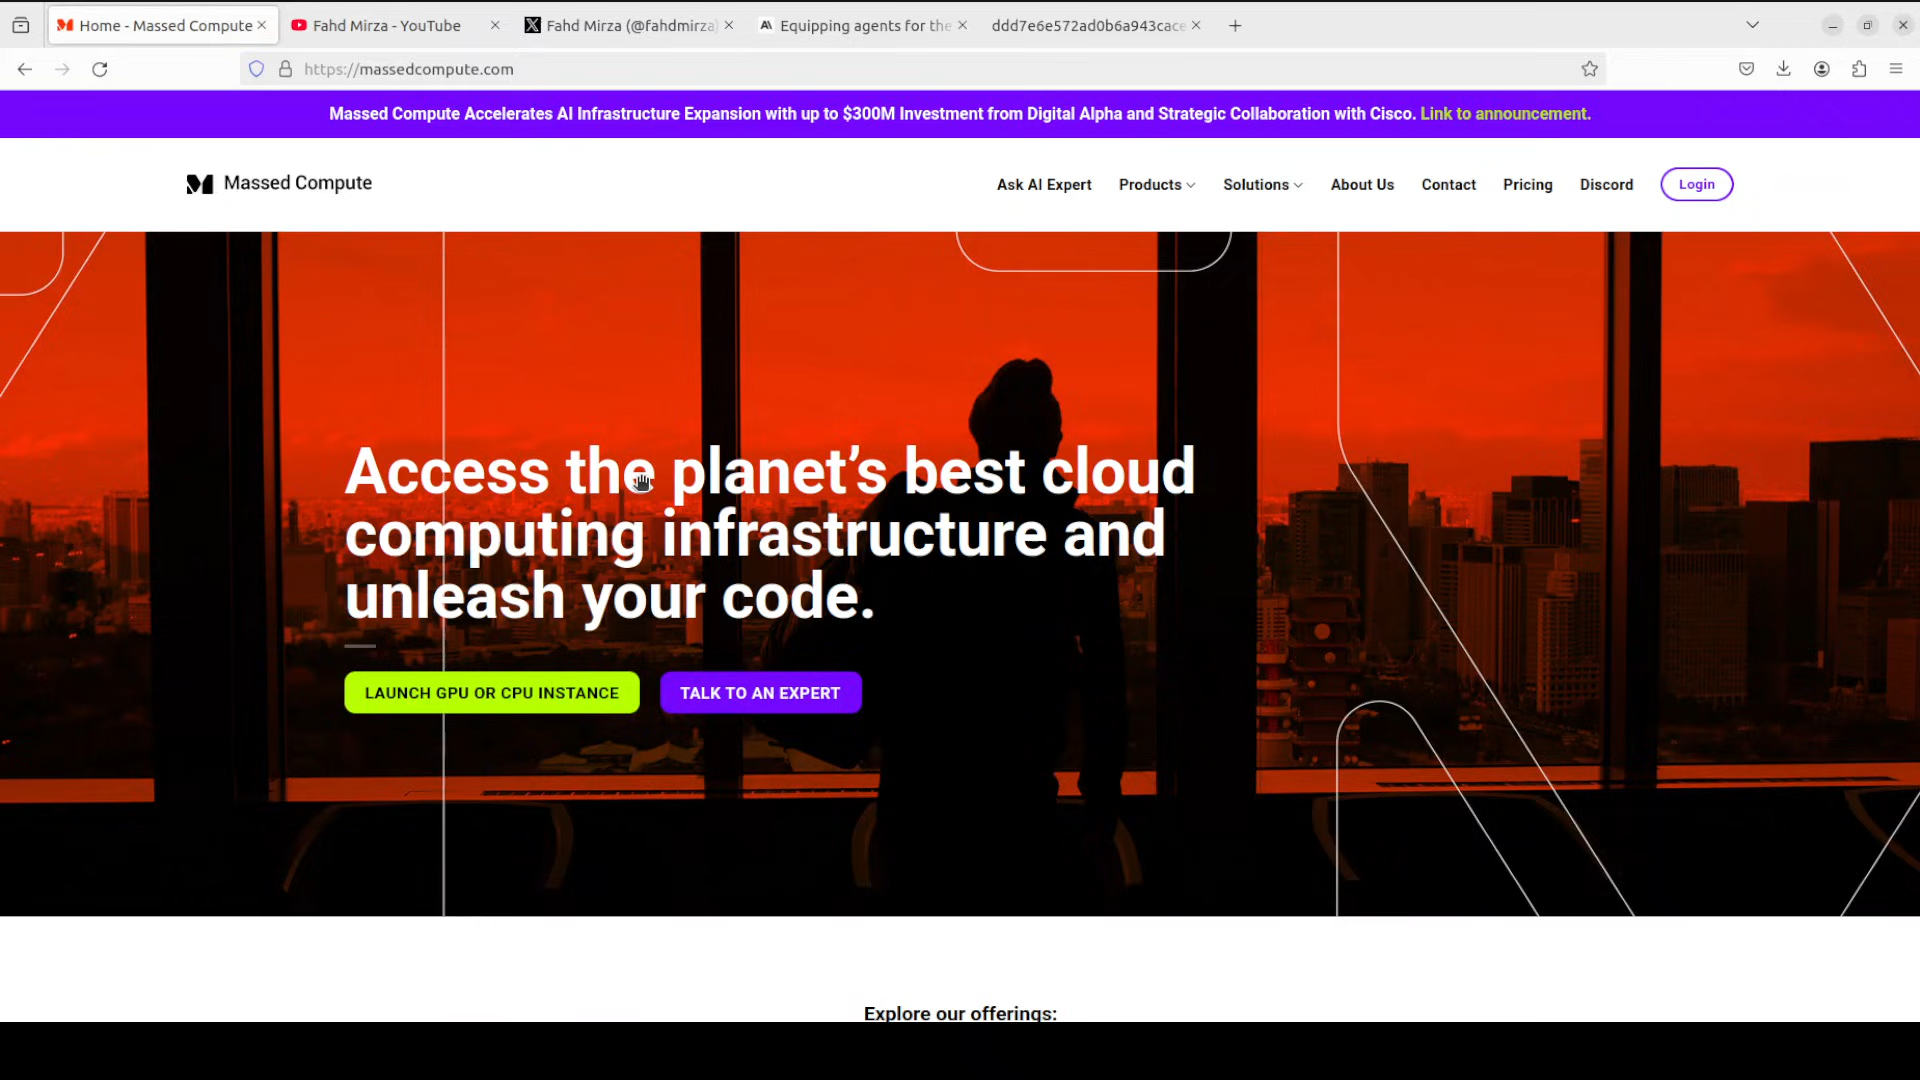 Home - Massed Compute
Fahd Mirza - YouTube
Fahd Mirza (@fahdmirza)
Equipping agents for the
ddd7e6e572ad0b6a943cace
https://massedcompute.com
Massed Compute Accelerates AI Infrastructure Expansion with up to $300M Investment from Digital Alpha and Strategic Collaboration with Cisco. Link to announcement.
Massed Compute
Ask AI Expert
Products
Solutions
About Us
Contact
Pricing
Discord
Login
Access the planet's best cloud
computing infrastructure and
unleash your code.
LAUNCH GPU OR CPU INSTANCE
TALK TO AN EXPERT
Explore our offerings: